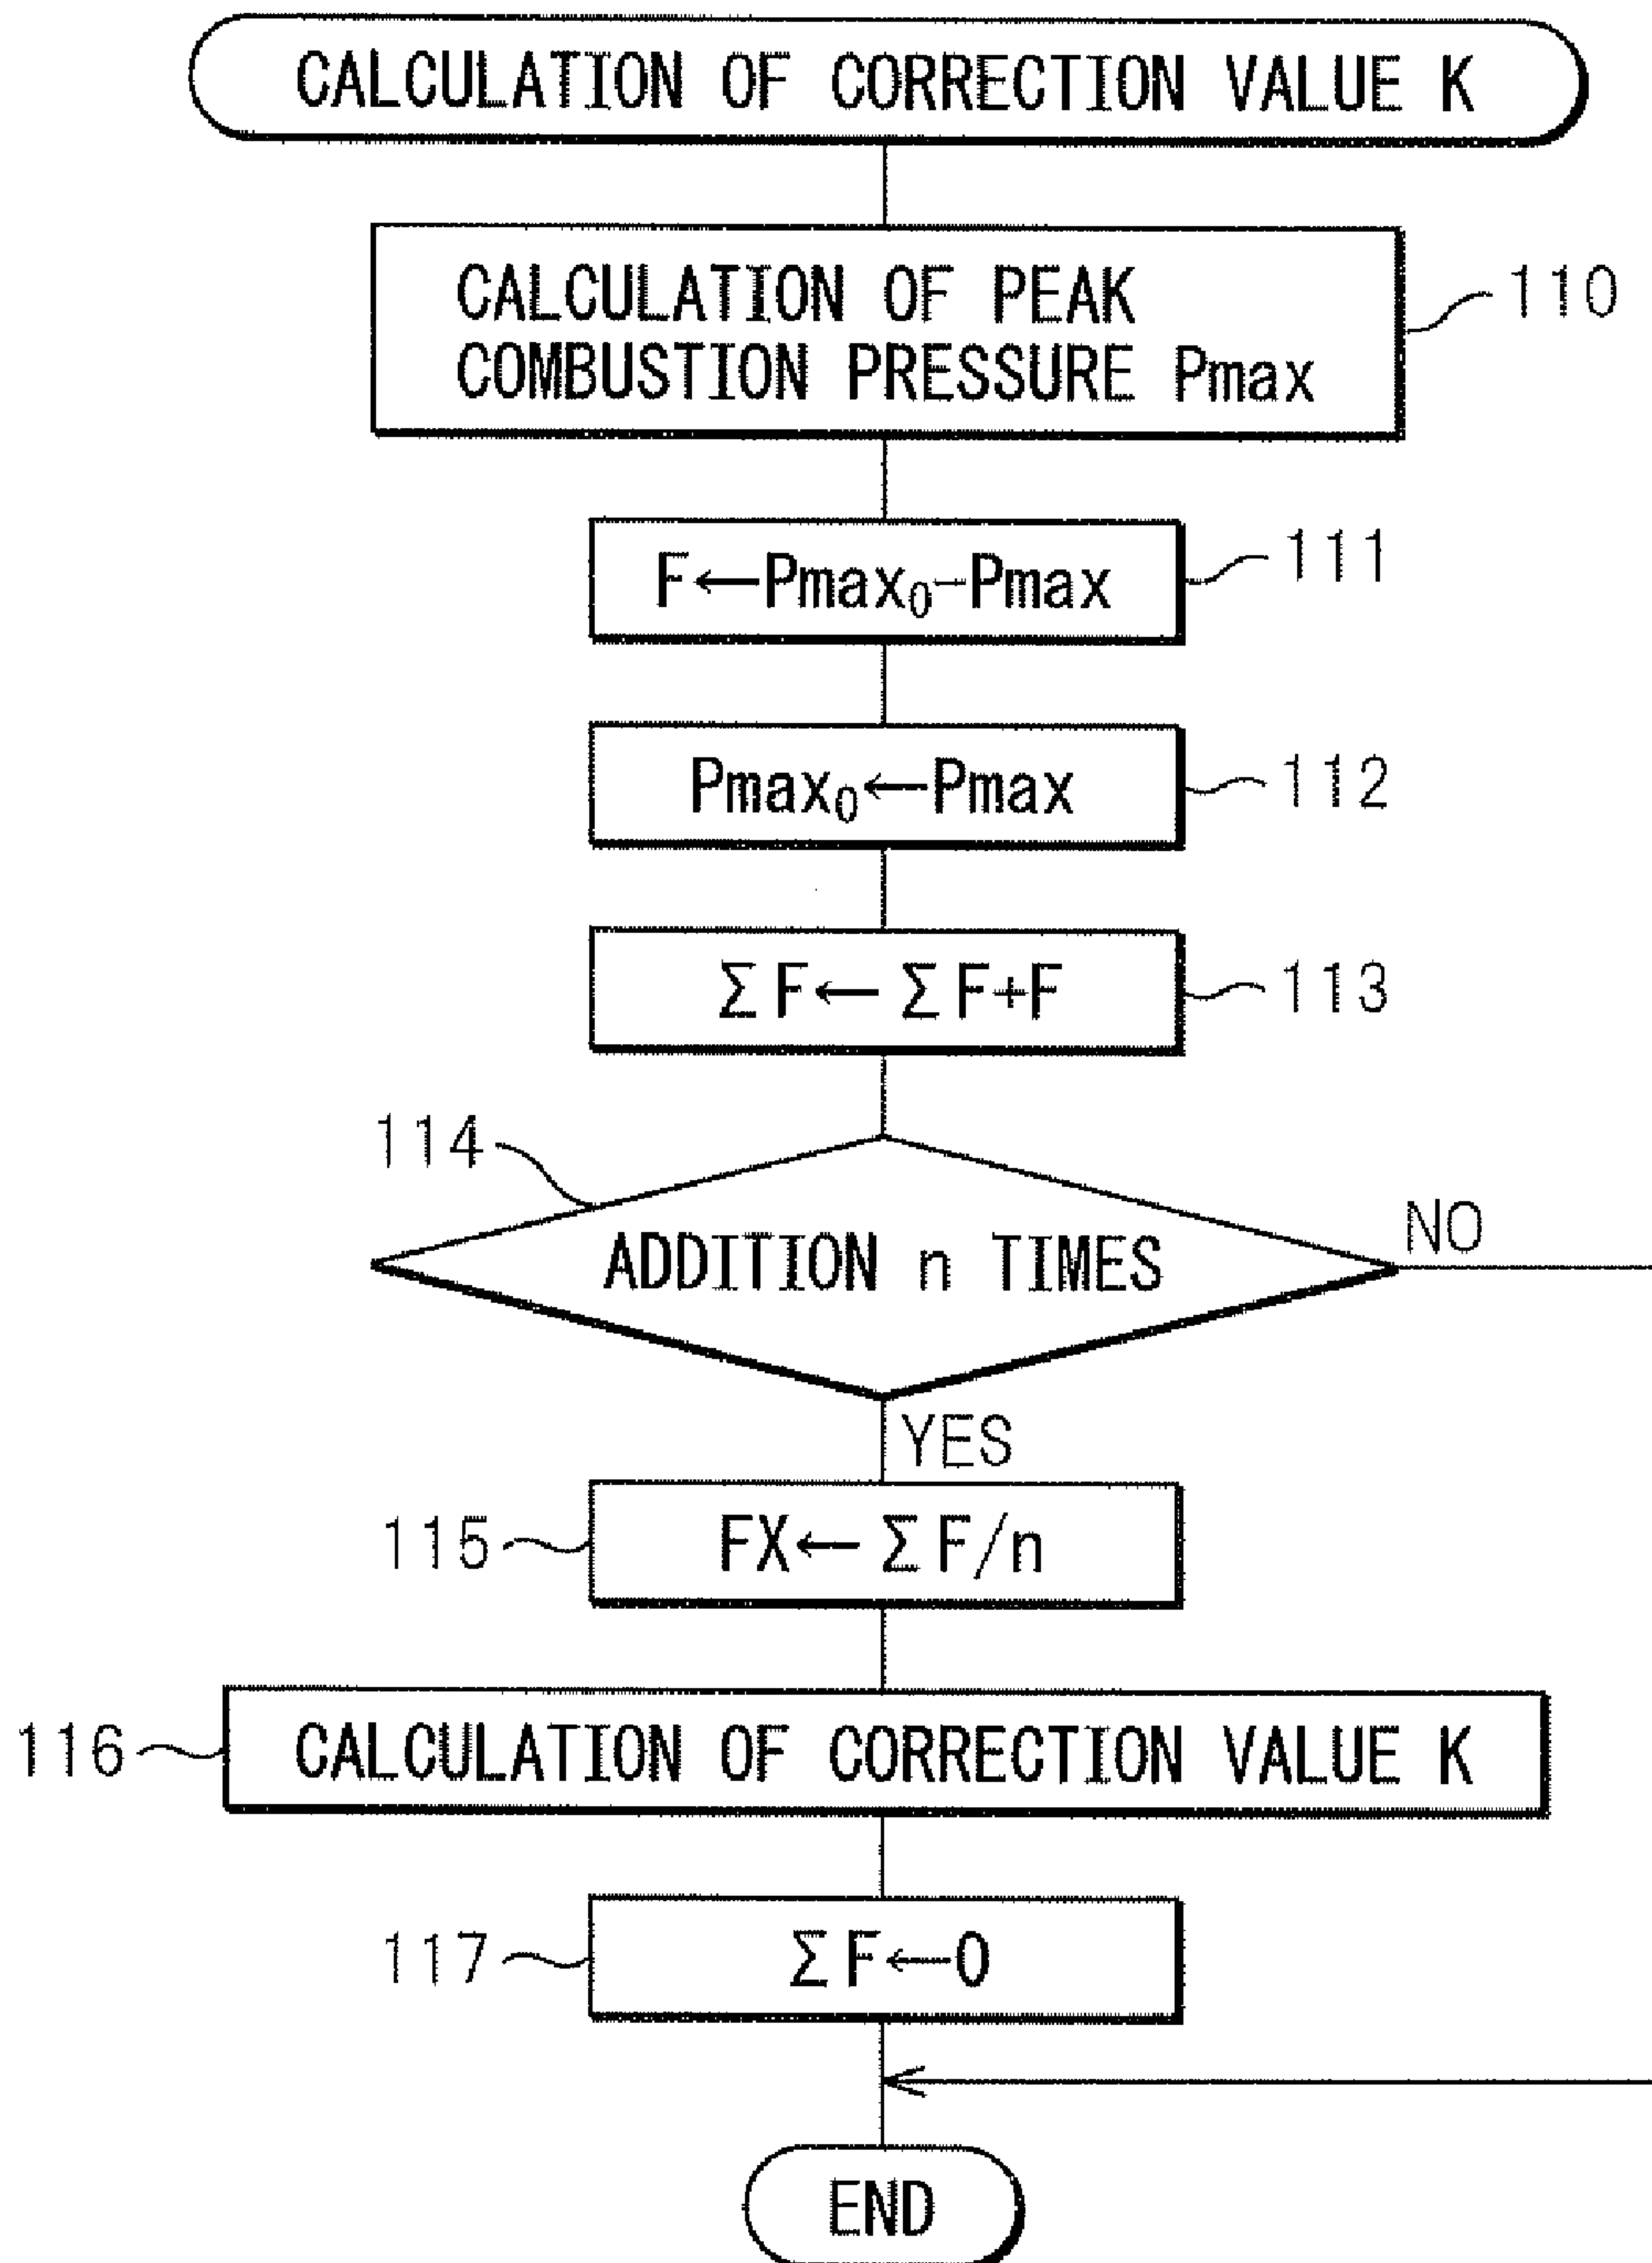 CALCULATION OF CORRECTION VALUE K
CALCULATION OF PEAK
COMBUSTION PRESSURE Pmax
110
F←Pmax₀-Pmax
111
Pmax₀←Pmax
112
ΣF←ΣF+F
113
114
ADDITION n TIMES
NO
YES
115
FX←ΣF/n
116
CALCULATION OF CORRECTION VALUE K
117
ΣF←0
END